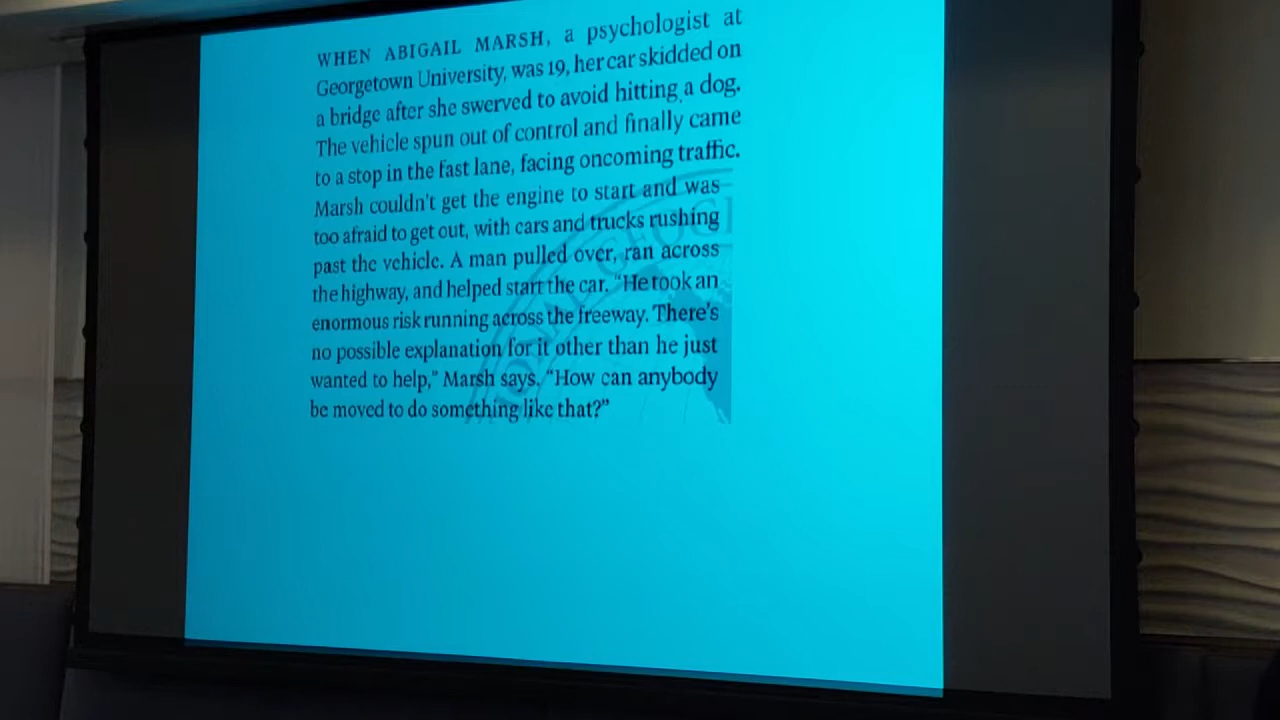 WHEN ABIGAIL MARSH, a psychologist at
Georgetown University, was 19, her car skidded on
a bridge after she swerved to avoid hitting a dog.
The vehicle spun out of control and finally came
to a stop in the fast lane, facing oncoming traffic.
Marsh couldn't get the engine to start and was
too afraid to get out, with cars and trucks rushing
past the vehicle. A man pulled over, ran across
the highway, and helped start the car. “He took an
enormous risk running across the freeway. There's
no possible explanation for it other than he just
wanted to help,” Marsh says. “How can anybody
be moved to do something like that?”